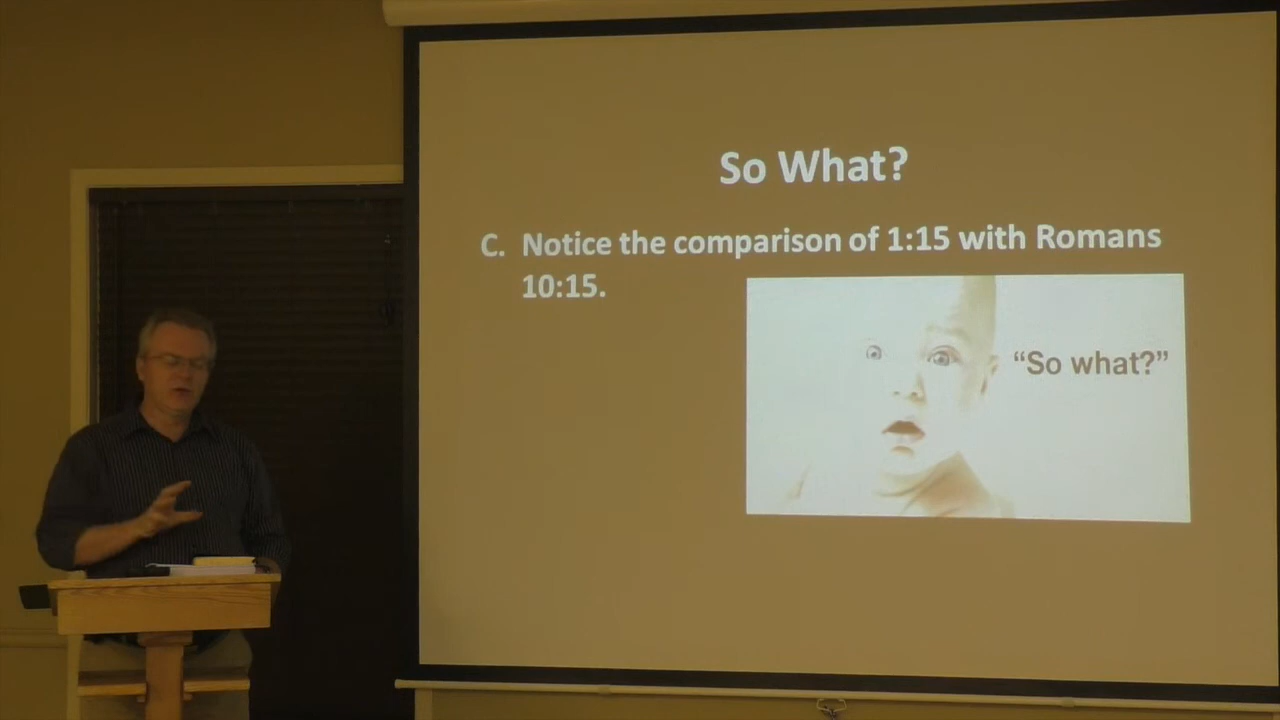 So What?
C. Notice the comparison of 1:15 with Romans
10:15.
“So what?”